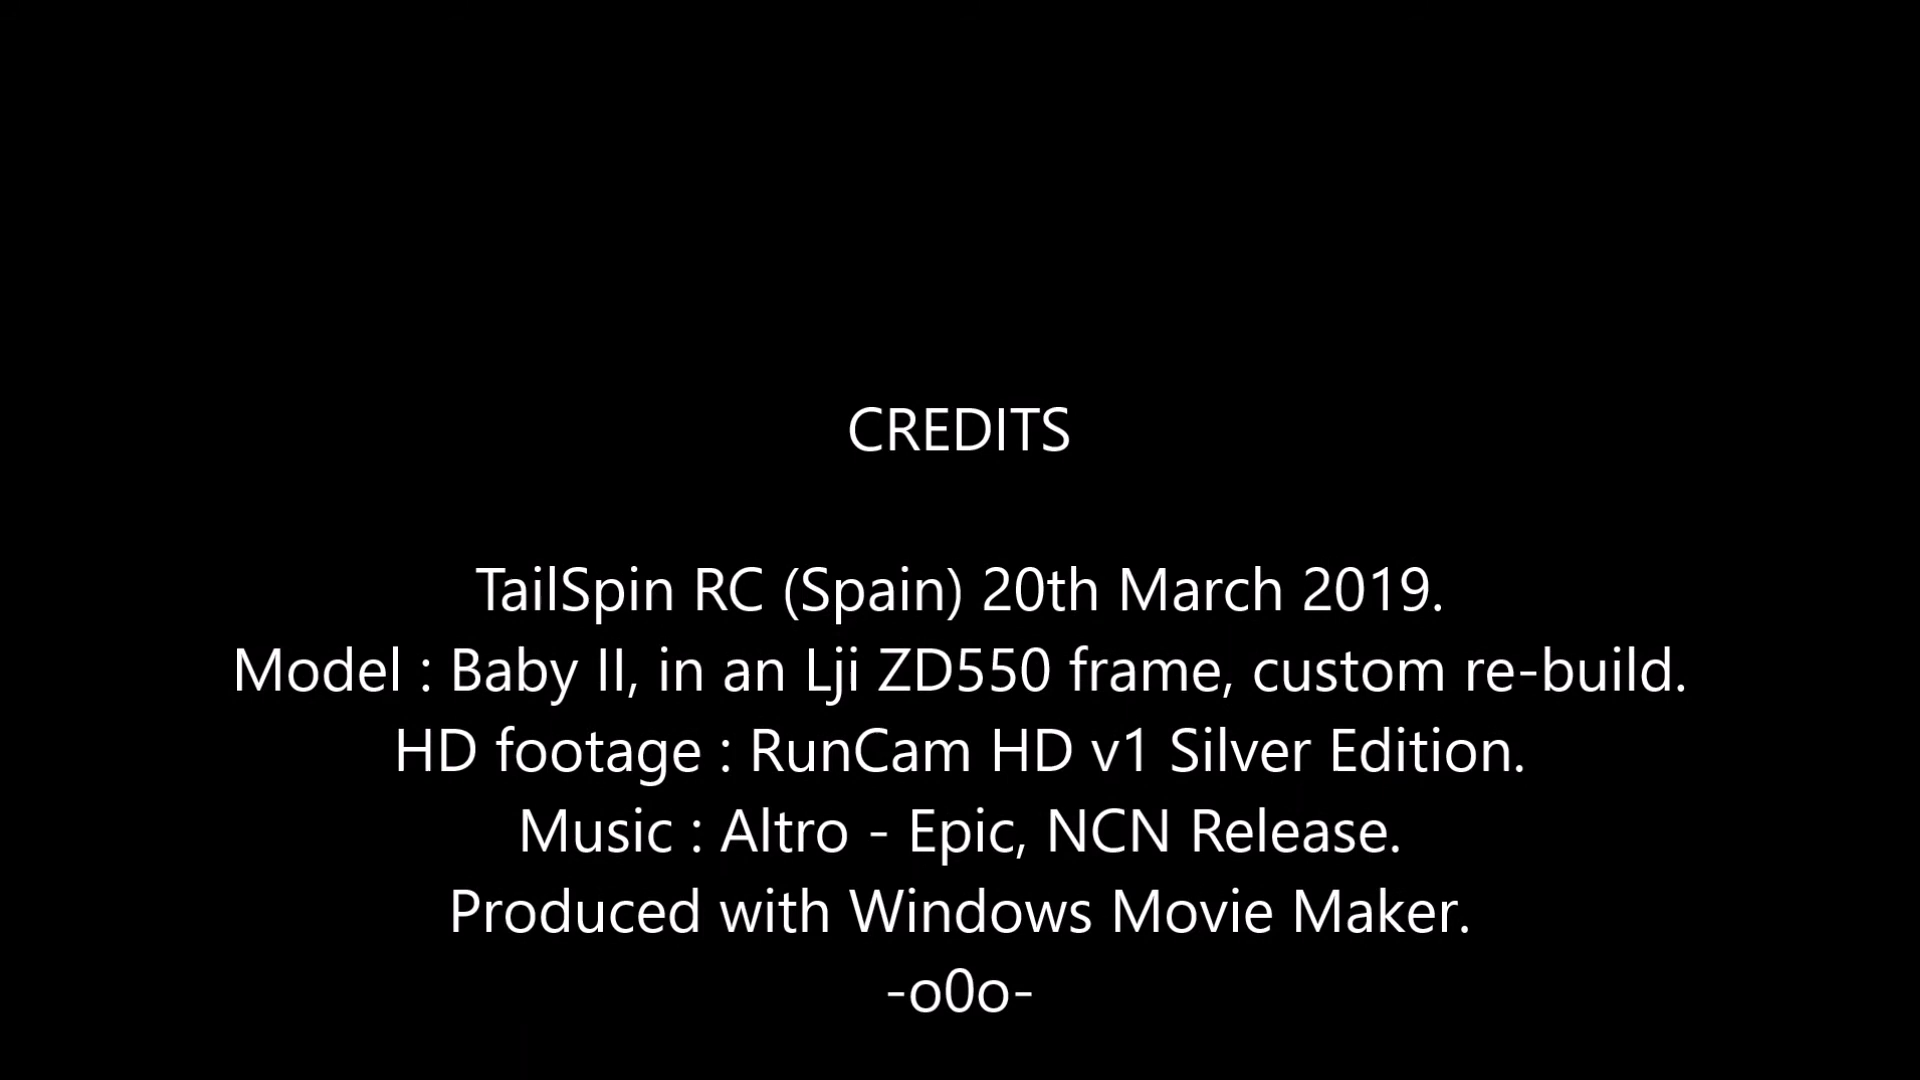 CREDITS
TailSpin RC (Spain) 20th March 2019.
Model : Baby II, in an Lji ZD550 frame, custom re-build.
HD footage : RunCam HD v1 Silver Edition.
Music : Altro - Epic, NCN Release.
Produced with Windows Movie Maker.
-o0o-